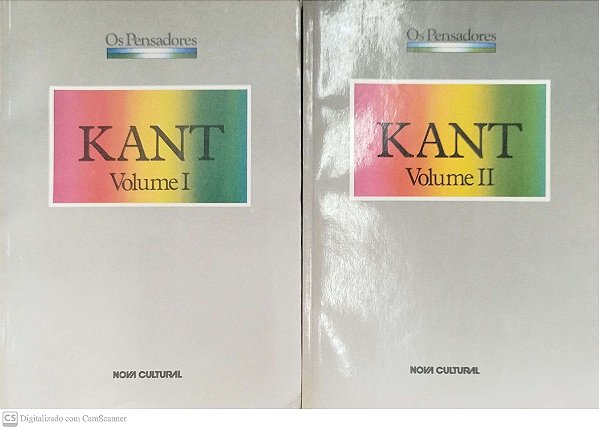 Os Pensadores
KANT
Volume I
NOVA CULTURAL
Os Pensadores
KANT
Volume II
NOVA CULTURAL
CS Digitalizado com CamScanner